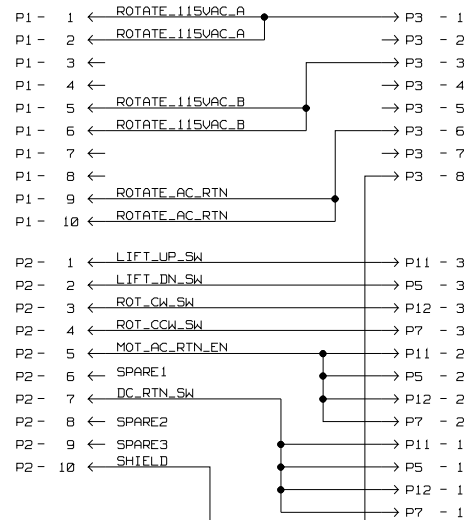 P1 - 1 ROTATE_115VAC_A P3 - 1
P1 - 2 ROTATE_115VAC_A P3 - 2
P1 - 3 P3 - 3
P1 - 4 P3 - 4
P1 - 5 ROTATE_115VAC_B P3 - 5
P1 - 6 ROTATE_115VAC_B P3 - 6
P1 - 7 P3 - 7
P1 - 8 P3 - 8
P1 - 9 ROTATE_AC_RTN
P1 - 10 ROTATE_AC_RTN
P2 - 1 LIFT_UP_SW P11 - 3
P2 - 2 LIFT_DN_SW P5 - 3
P2 - 3 ROT_CW_SW P12 - 3
P2 - 4 ROT_CCW_SW P7 - 3
P2 - 5 MOT_AC_RTN_EN P11 - 2
P2 - 6 SPARE1 P5 - 2
P2 - 7 DC_RTN_SW P12 - 2
P2 - 8 SPARE2 P7 - 2
P2 - 9 SPARE3 P11 - 1
P2 - 10 SHIELD P5 - 1
P12 - 1
P7 - 1